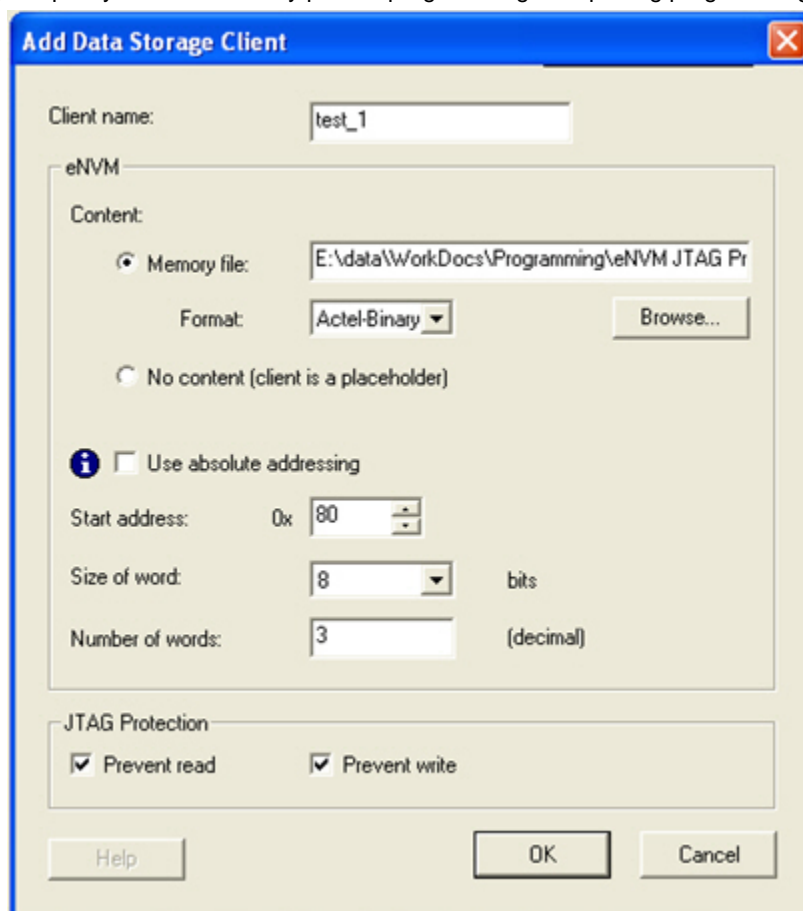 Add Data Storage Client
Client name: test_1
eNVM
Content:
Memory file: E:\data\WorkDocs\Programming\eNVM JTAG Pr
Format: Actel-Binary Browse...
No content (client is a placeholder)
Use absolute addressing
Start address: 0x 80
Size of word: 8 bits
Number of words: 3 (decimal)
JTAG Protection
Prevent read Prevent write
Help OK Cancel